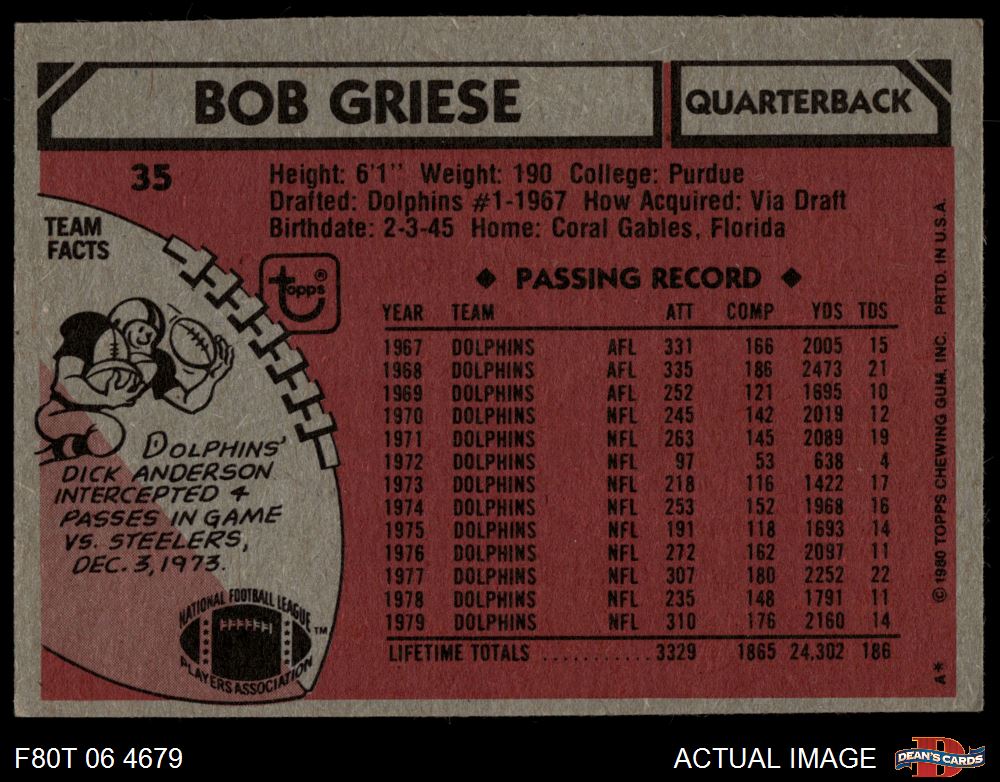 BOB GRIESE
QUARTERBACK
35
Height: 6'1" Weight: 190 College: Purdue
Drafted: Dolphins #1-1967 How Acquired: Via Draft
Birthdate: 2-3-45 Home: Coral Gables, Florida
TEAM
FACTS
Topps®
DOLPHINS'
DICK ANDERSON
INTERCEPTED 4
PASSES IN GAME
VS. STEELERS,
DEC. 3, 1973.
NATIONAL FOOTBALL LEAGUE
PLAYERS ASSOCIATION
TM
◆ PASSING RECORD ◆
YEAR TEAM ATT COMP YDS TDS
1967 DOLPHINS AFL 331 166 2005 15
1968 DOLPHINS AFL 335 186 2473 21
1969 DOLPHINS AFL 252 121 1695 10
1970 DOLPHINS NFL 245 142 2019 12
1971 DOLPHINS NFL 263 145 2089 19
1972 DOLPHINS NFL 97 53 638 4
1973 DOLPHINS NFL 218 116 1422 17
1974 DOLPHINS NFL 253 152 1968 16
1975 DOLPHINS NFL 191 118 1693 14
1976 DOLPHINS NFL 272 162 2097 11
1977 DOLPHINS NFL 307 180 2252 22
1978 DOLPHINS NFL 235 148 1791 11
1979 DOLPHINS NFL 310 176 2160 14
LIFETIME TOTALS ........... 3329 1865 24,302 186
©1980 TOPPS CHEWING GUM, INC. PRTD. IN U.S.A.
A*
F80T 06 4679
ACTUAL IMAGE
D
DEAN'S CARDS